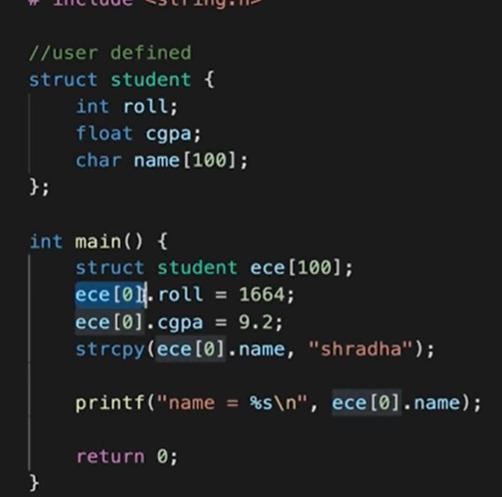 # include <string.h>
//user defined
struct student {
    int roll;
    float cgpa;
    char name[100];
};
int main() {
    struct student ece[100];
    ece[0].roll = 1664;
    ece[0].cgpa = 9.2;
    strcpy(ece[0].name, "shradha");
    printf("name = %s\n", ece[0].name);
    return 0;
}